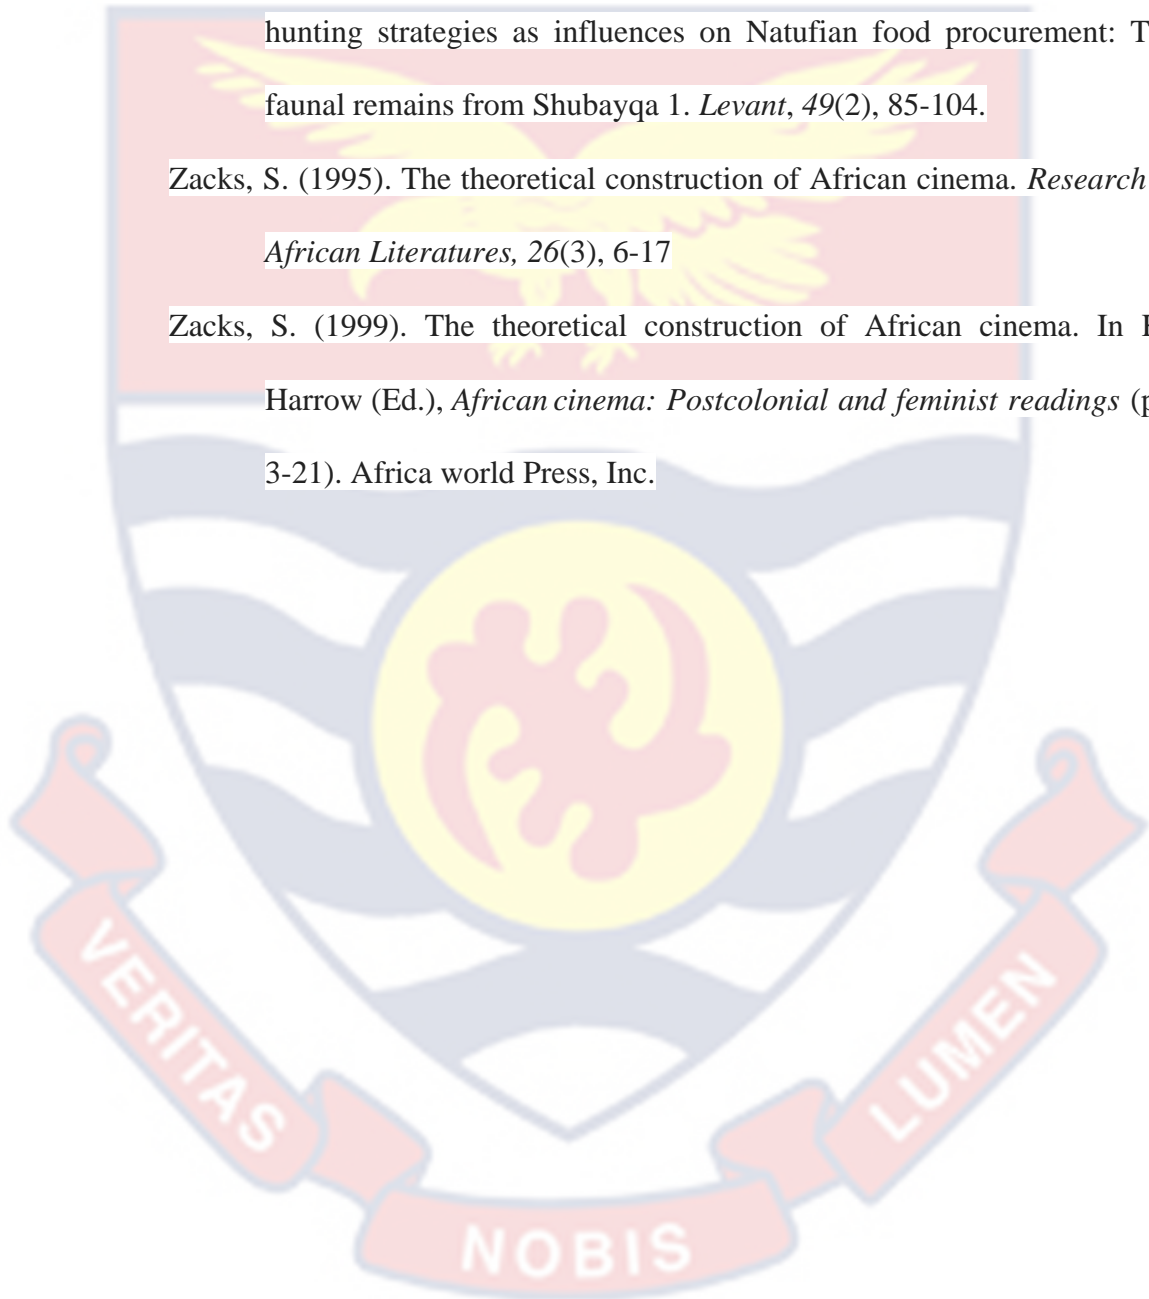 hunting strategies as influences on Natufian food procurement: T
faunal remains from Shubayqa 1. Levant, 49(2), 85-104.
Zacks, S. (1995). The theoretical construction of African cinema. Research
African Literatures, 26(3), 6-17
Zacks, S. (1999). The theoretical construction of African cinema. In
Harrow (Ed.), African cinema: Postcolonial and feminist readings (p
3-21). Africa world Press, Inc.
VERITAS
NOBIS
LUMEN